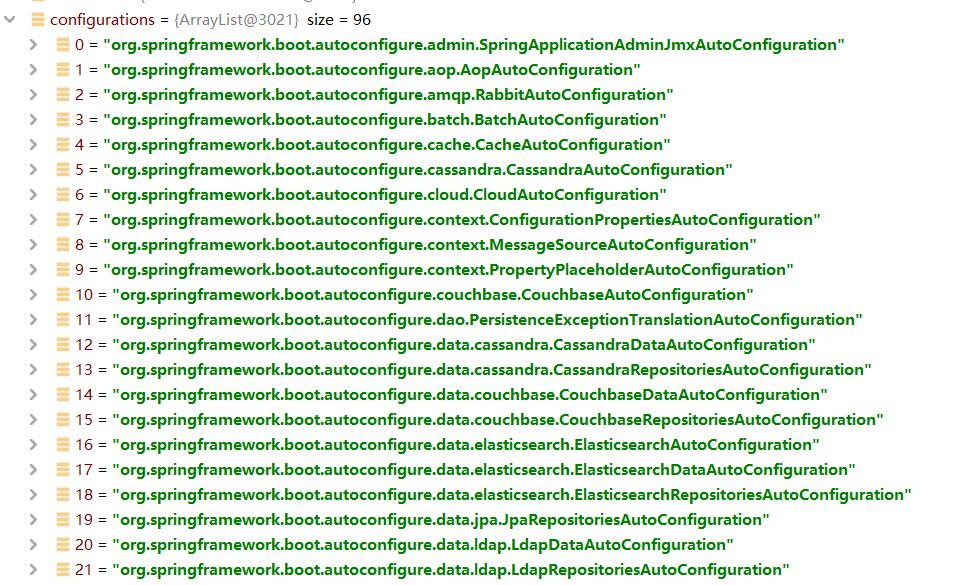 configurations = {ArrayList@3021} size = 96
0 = "org.springframework.boot.autoconfigure.admin.SpringApplicationAdminJmxAutoConfiguration"
1 = "org.springframework.boot.autoconfigure.aop.AopAutoConfiguration"
2 = "org.springframework.boot.autoconfigure.amqp.RabbitAutoConfiguration"
3 = "org.springframework.boot.autoconfigure.batch.BatchAutoConfiguration"
4 = "org.springframework.boot.autoconfigure.cache.CacheAutoConfiguration"
5 = "org.springframework.boot.autoconfigure.cassandra.CassandraAutoConfiguration"
6 = "org.springframework.boot.autoconfigure.cloud.CloudAutoConfiguration"
7 = "org.springframework.boot.autoconfigure.context.ConfigurationPropertiesAutoConfiguration"
8 = "org.springframework.boot.autoconfigure.context.MessageSourceAutoConfiguration"
9 = "org.springframework.boot.autoconfigure.context.PropertyPlaceholderAutoConfiguration"
10 = "org.springframework.boot.autoconfigure.couchbase.CouchbaseAutoConfiguration"
11 = "org.springframework.boot.autoconfigure.dao.PersistenceExceptionTranslationAutoConfiguration"
12 = "org.springframework.boot.autoconfigure.data.cassandra.CassandraDataAutoConfiguration"
13 = "org.springframework.boot.autoconfigure.data.cassandra.CassandraRepositoriesAutoConfiguration"
14 = "org.springframework.boot.autoconfigure.data.couchbase.CouchbaseDataAutoConfiguration"
15 = "org.springframework.boot.autoconfigure.data.couchbase.CouchbaseRepositoriesAutoConfiguration"
16 = "org.springframework.boot.autoconfigure.data.elasticsearch.ElasticsearchAutoConfiguration"
17 = "org.springframework.boot.autoconfigure.data.elasticsearch.ElasticsearchDataAutoConfiguration"
18 = "org.springframework.boot.autoconfigure.data.elasticsearch.ElasticsearchRepositoriesAutoConfiguration"
19 = "org.springframework.boot.autoconfigure.data.jpa.JpaRepositoriesAutoConfiguration"
20 = "org.springframework.boot.autoconfigure.data.ldap.LdapDataAutoConfiguration"
21 = "org.springframework.boot.autoconfigure.data.ldap.LdapRepositoriesAutoConfiguration"